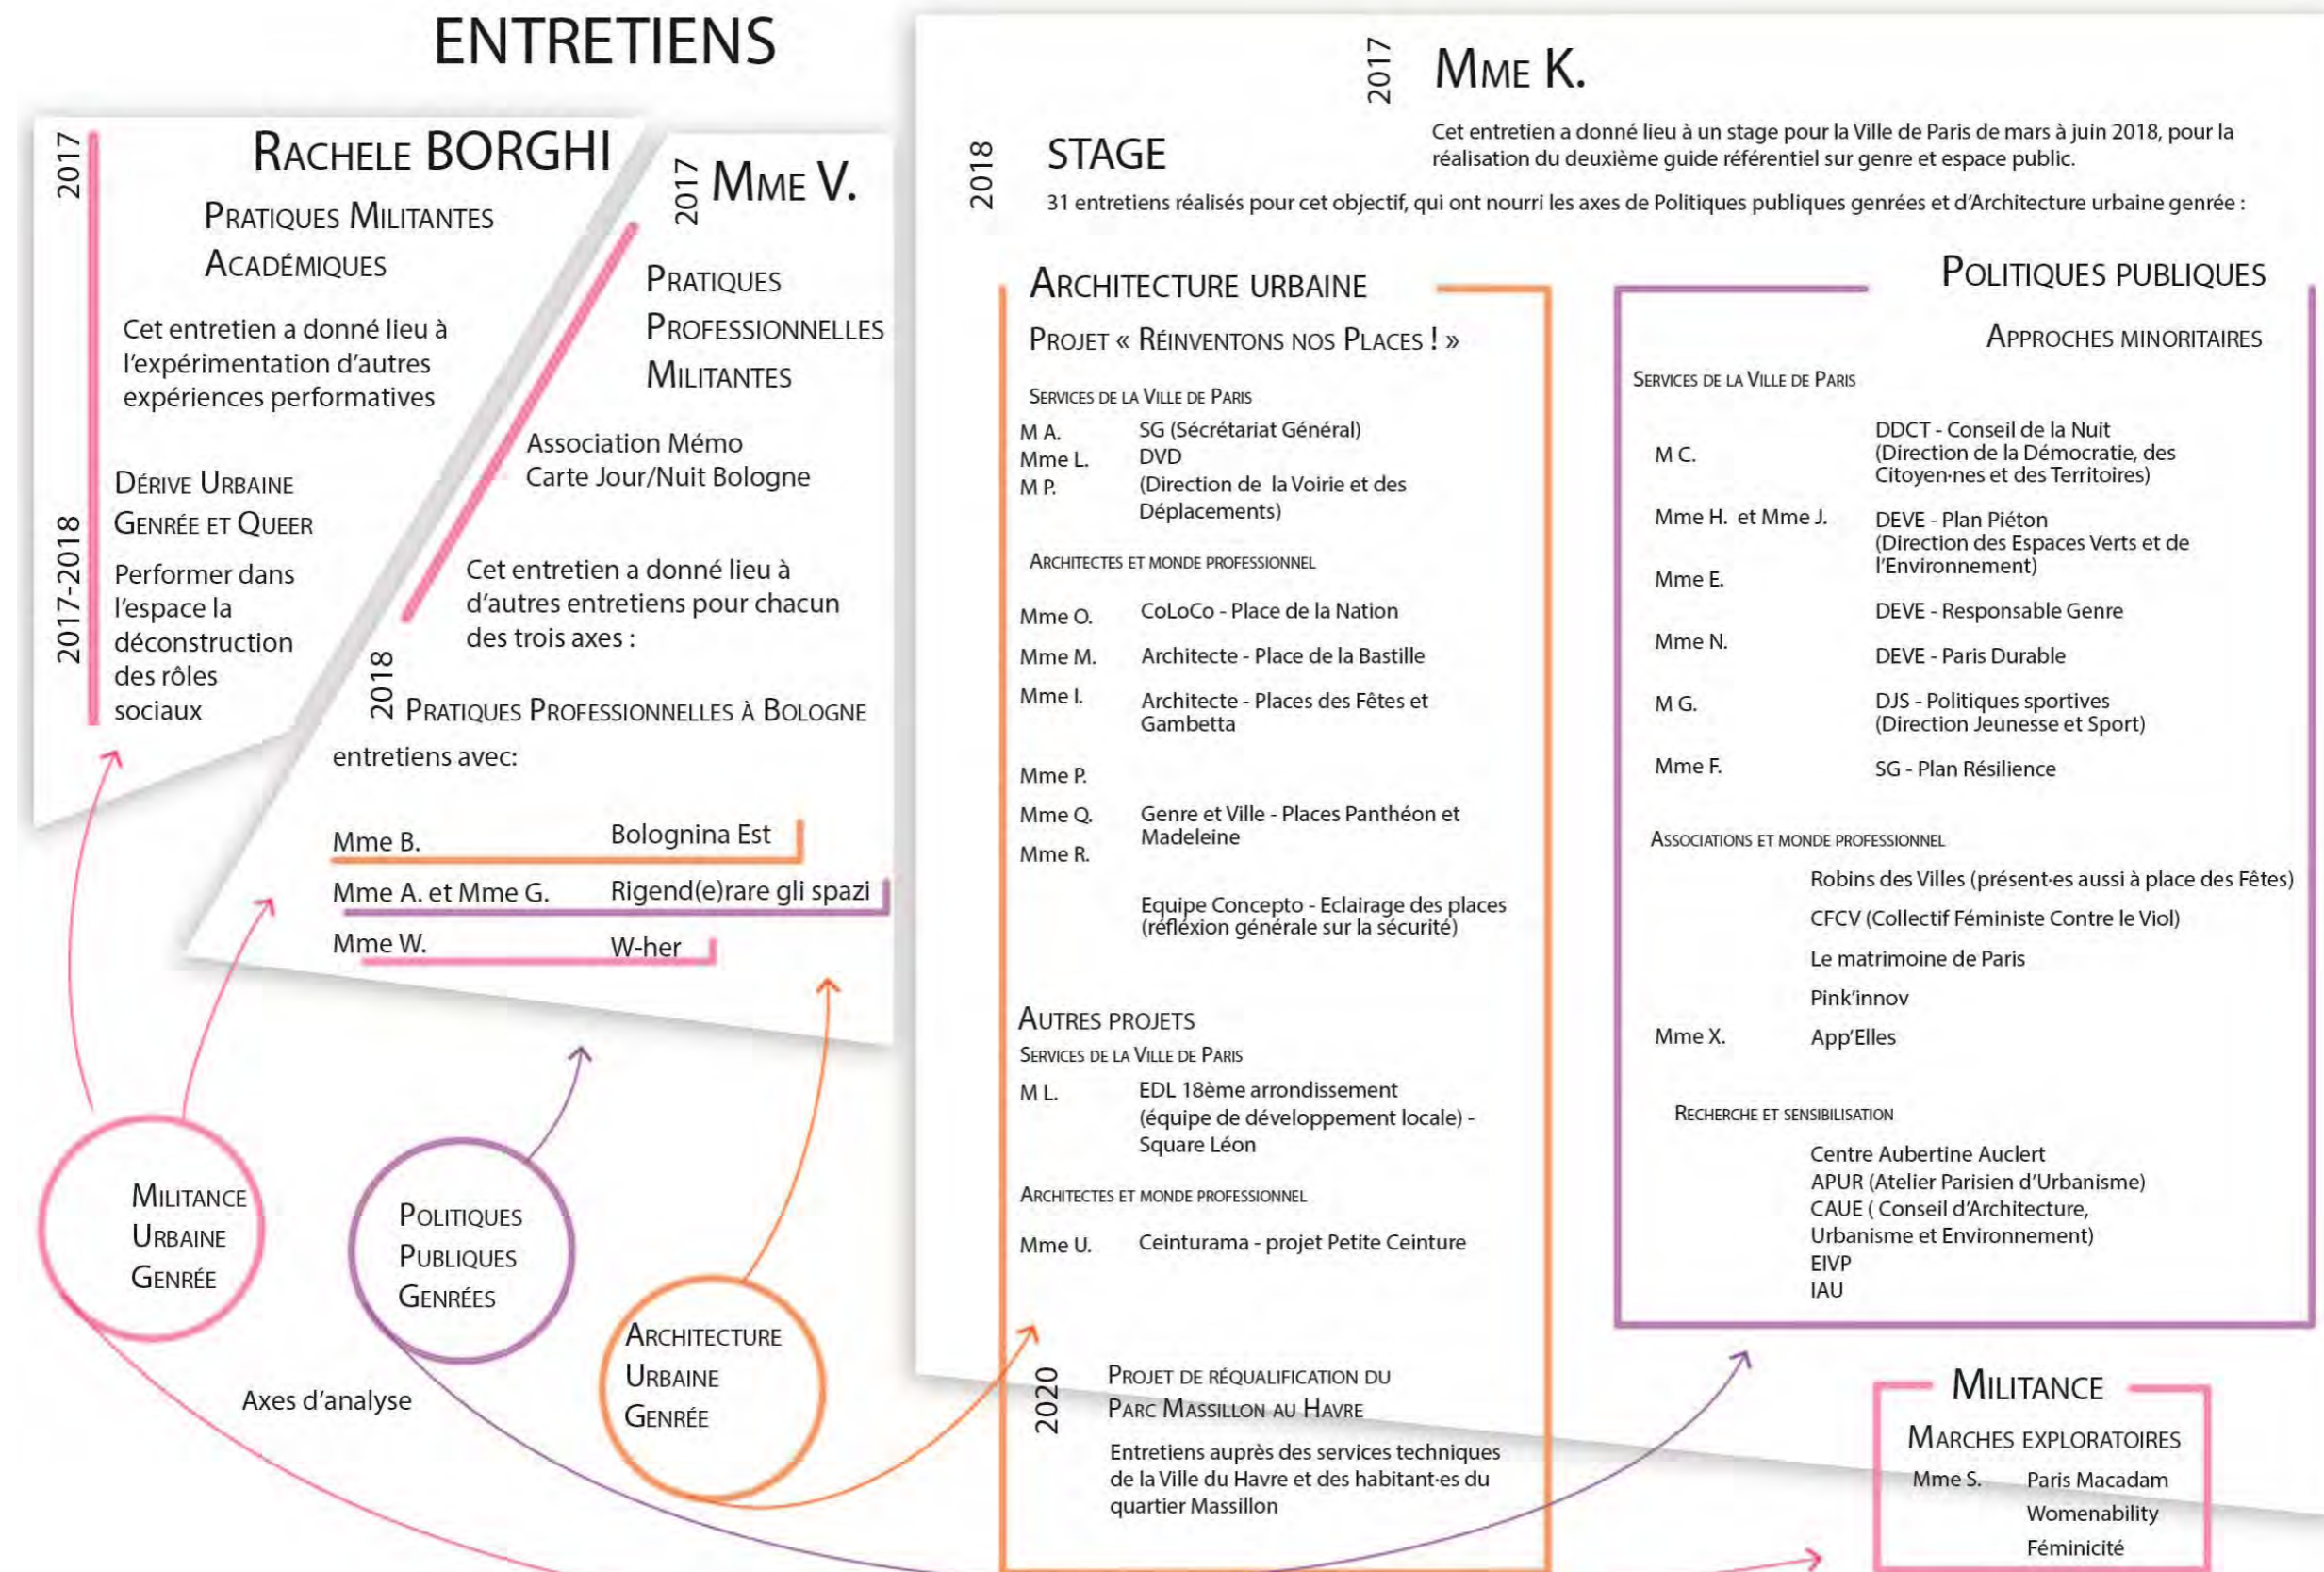 ENTRETIENS
2017
RACHELE BORGHI
PRATIQUES MILITANTES
ACADÉMIQUES
Cet entretien a donné lieu à
l'expérimentation d'autres
expériences performatives
2017-2018
DÉRIVE URBAINE
GENRÉE ET QUEER
Performer dans
l'espace la
déconstruction
des rôles
sociaux
2017
MME V.
PRATIQUES
PROFESSIONNELLES
MILITANTES
Association Mémo
Carte Jour/Nuit Bologne
Cet entretien a donné lieu à
d'autres entretiens pour chacun
des trois axes :
2018
PRATIQUES PROFESSIONNELLES À BOLOGNE
entretiens avec:
Mme B. Bolognina Est
Mme A. et Mme G. Rigend(e)rare gli spazi
Mme W. W-her
MILITANCE
URBAINE
GENRÉE
POLITIQUES
PUBLIQUES
GENRÉES
ARCHITECTURE
URBAINE
GENRÉE
Axes d'analyse
2017
MME K.
Cet entretien a donné lieu à un stage pour la Ville de Paris de mars à juin 2018, pour la
réalisation du deuxième guide référentiel sur genre et espace public.
2018
STAGE
31 entretiens réalisés pour cet objectif, qui ont nourri les axes de Politiques publiques genrées et d'Architecture urbaine genrée :
ARCHITECTURE URBAINE
PROJET « RÉINVENTONS NOS PLACES ! »
SERVICES DE LA VILLE DE PARIS
M A. SG (Sécrétariat Général)
Mme L. DVD
M P. (Direction de la Voirie et des
Déplacements)
ARCHITECTES ET MONDE PROFESSIONNEL
Mme O. CoLoCo - Place de la Nation
Mme M. Architecte - Place de la Bastille
Mme I. Architecte - Places des Fêtes et
Gambetta
Mme P.
Mme Q. Genre et Ville - Places Panthéon et
Madeleine
Mme R.
Equipe Concepto - Eclairage des places
(réfléxion générale sur la sécurité)
AUTRES PROJETS
SERVICES DE LA VILLE DE PARIS
M L. EDL 18ème arrondissement
(équipe de développement locale) -
Square Léon
ARCHITECTES ET MONDE PROFESSIONNEL
Mme U. Ceinturama - projet Petite Ceinture
2020
PROJET DE RÉQUALIFICATION DU
PARC MASSILLON AU HAVRE
Entretiens auprès des services techniques
de la Ville du Havre et des habitant·es du
quartier Massillon
POLITIQUES PUBLIQUES
APPROCHES MINORITAIRES
SERVICES DE LA VILLE DE PARIS
DDCT - Conseil de la Nuit
M C. (Direction de la Démocratie, des
Citoyen·nes et des Territoires)
Mme H. et Mme J. DEVE - Plan Piéton
(Direction des Espaces Verts et de
l'Environnement)
Mme E.
DEVE - Responsable Genre
Mme N.
DEVE - Paris Durable
M G. DJS - Politiques sportives
(Direction Jeunesse et Sport)
Mme F. SG - Plan Résilience
ASSOCIATIONS ET MONDE PROFESSIONNEL
Robins des Villes (présent·es aussi à place des Fêtes)
CFCV (Collectif Féministe Contre le Viol)
Le matrimoine de Paris
Pink'innov
Mme X. App'Elles
RECHERCHE ET SENSIBILISATION
Centre Aubertine Auclert
APUR (Atelier Parisien d'Urbanisme)
CAUE ( Conseil d'Architecture,
Urbanisme et Environnement)
EIVP
IAU
MILITANCE
MARCHES EXPLORATOIRES
Mme S. Paris Macadam
Womenability
Féminicité